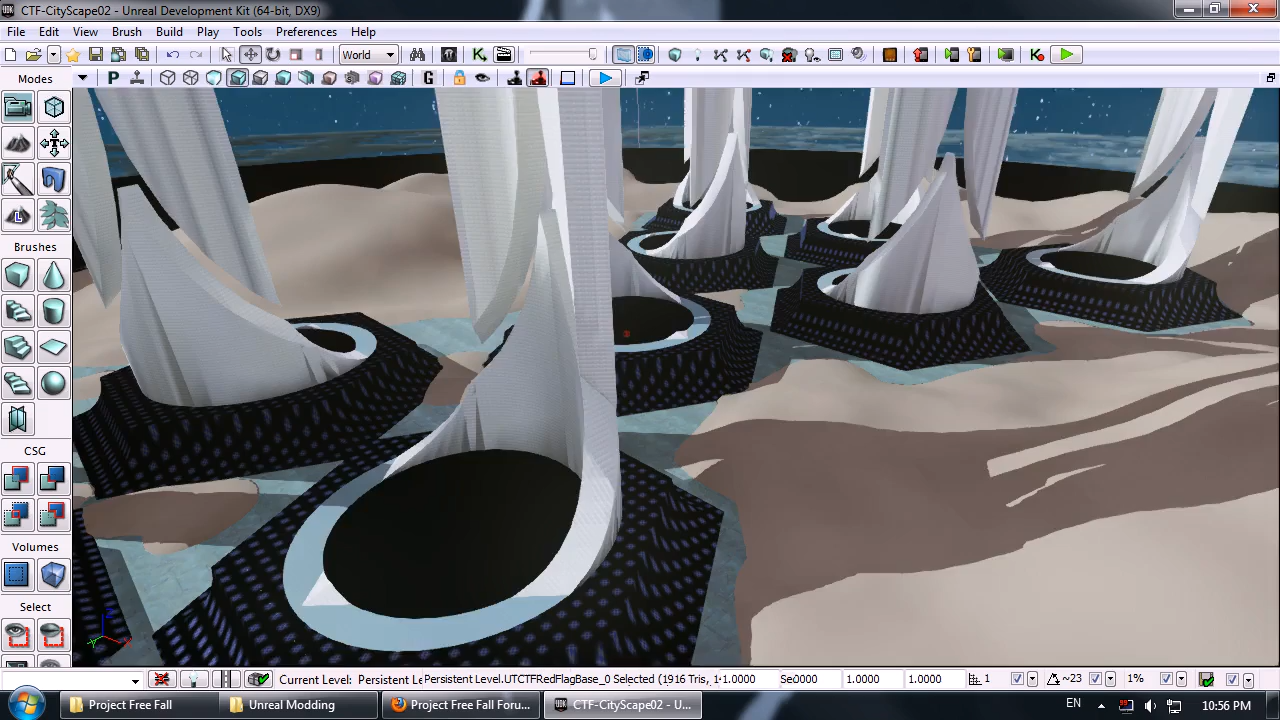 CTF-CityScape02 - Unreal Development Kit (64-bit, DX9)
File Edit View Brush Build Play Tools Preferences Help
World
Modes
P
G
L
Brushes
CSG
Volumes
Select
Current Level: Persistent Level.UTCTFRedFlagBase_0 Selected (1916 Tris, 1.0000 1.0000 1.0000 1 ~23 1%
Project Free Fall
Unreal Modding
Project Free Fall Foru...
CTF-CityScape02 - U...
EN
10:56 PM